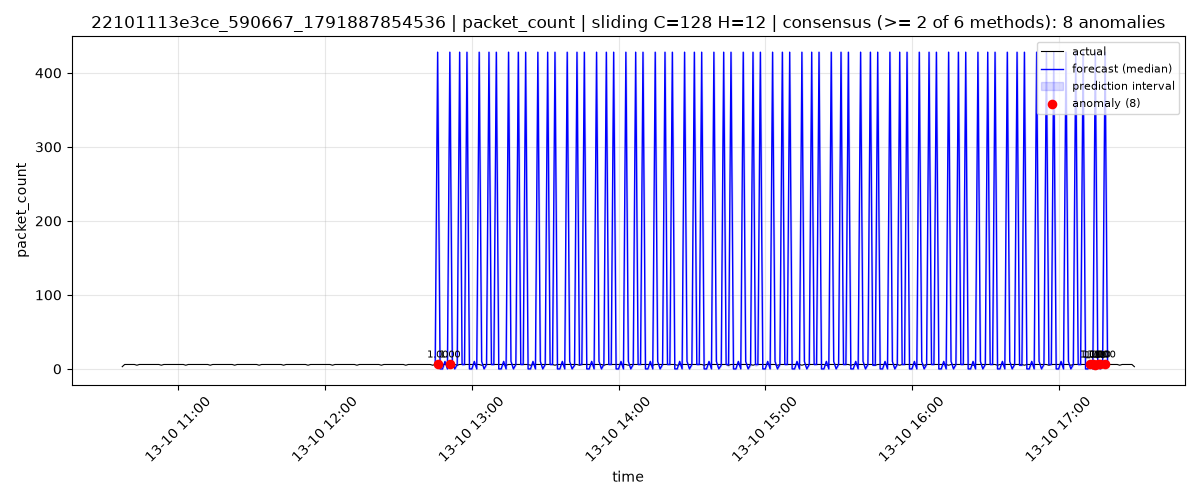 22101113e3ce_590667_1791887854536 | packet_count | sliding C=128 H=12 | consensus (>= 2 of 6 methods): 8 anomalies
actual
forecast (median)
prediction interval
anomaly (8)
packet_count
400
300
200
100
0
13-10 11:00
13-10 12:00
13-10 13:00
13-10 14:00
13-10 15:00
13-10 16:00
13-10 17:00
time